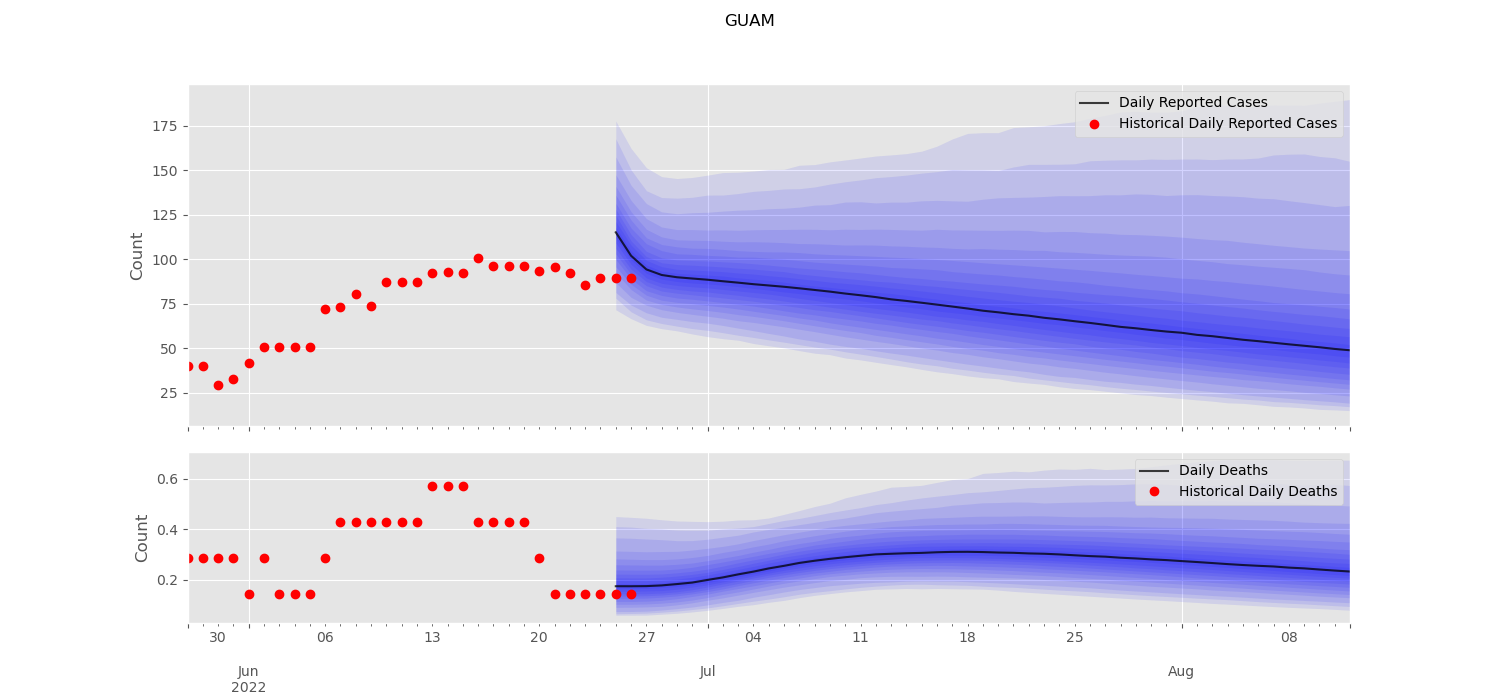 GUAM
Count
175
150
125
100
75
50
25
Daily Reported Cases
Historical Daily Reported Cases
Count
0.6
0.4
0.2
Daily Deaths
Historical Daily Deaths
30 06 13 20 27 04 11 18 25 08
Jun Jul Aug
2022